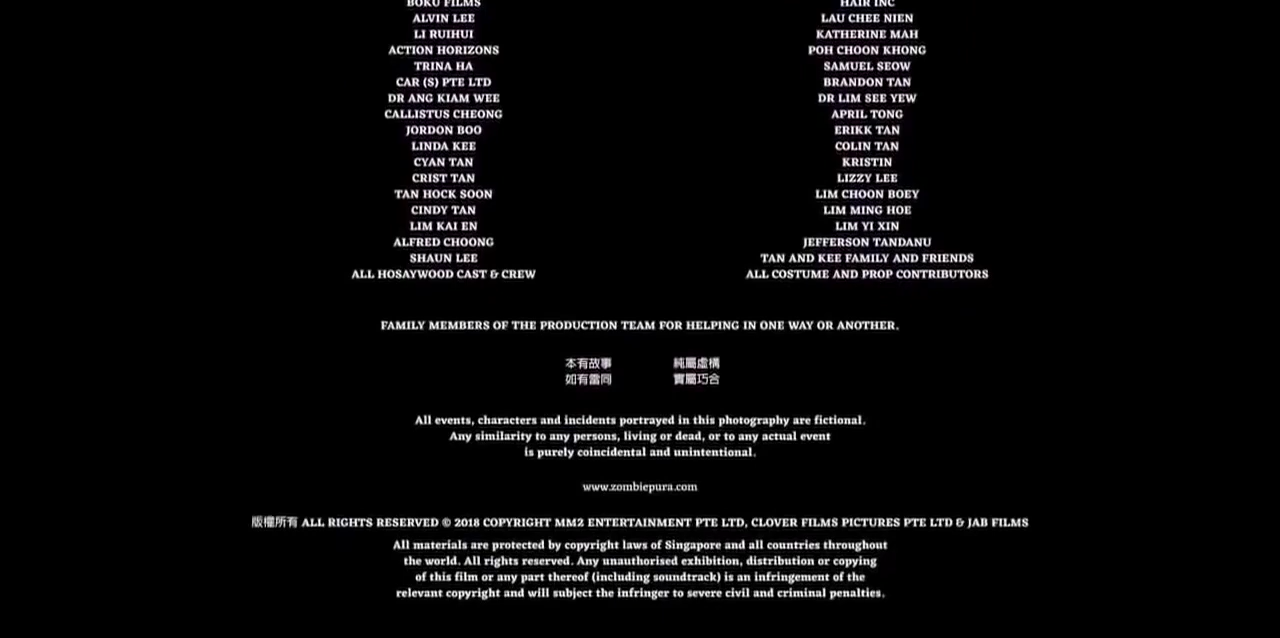 BOKU FILMS
ALVIN LEE
LI RUIHUI
ACTION HORIZONS
TRINA HA
CAR (S) PTE LTD
DR ANG KIAM WEE
CALLISTUS CHEONG
JORDON BOO
LINDA KEE
CYAN TAN
CRIST TAN
TAN HOCK SOON
CINDY TAN
LIM KAI EN
ALFRED CHOONG
SHAUN LEE
ALL HOSAYWOOD CAST & CREW
HAIR INC
LAU CHEE NIEN
KATHERINE MAH
POH CHOON KHONG
SAMUEL SEOW
BRANDON TAN
DR LIM SEE YEW
APRIL TONG
ERIKK TAN
COLIN TAN
KRISTIN
LIZZY LEE
LIM CHOON BOEY
LIM MING HOE
LIM YI XIN
JEFFERSON TANDANU
TAN AND KEE FAMILY AND FRIENDS
ALL COSTUME AND PROP CONTRIBUTORS
FAMILY MEMBERS OF THE PRODUCTION TEAM FOR HELPING IN ONE WAY OR ANOTHER.
本有故事 純屬虛構
如有雷同 實屬巧合
All events, characters and incidents portrayed in this photography are fictional.
Any similarity to any persons, living or dead, or to any actual event
is purely coincidental and unintentional.
www.zombiepura.com
版權所有 ALL RIGHTS RESERVED © 2018 COPYRIGHT MM2 ENTERTAINMENT PTE LTD, CLOVER FILMS PICTURES PTE LTD & JAB FILMS
All materials are protected by copyright laws of Singapore and all countries throughout
the world. All rights reserved. Any unauthorised exhibition, distribution or copying
of this film or any part thereof (including soundtrack) is an infringement of the
relevant copyright and will subject the infringer to severe civil and criminal penalties.